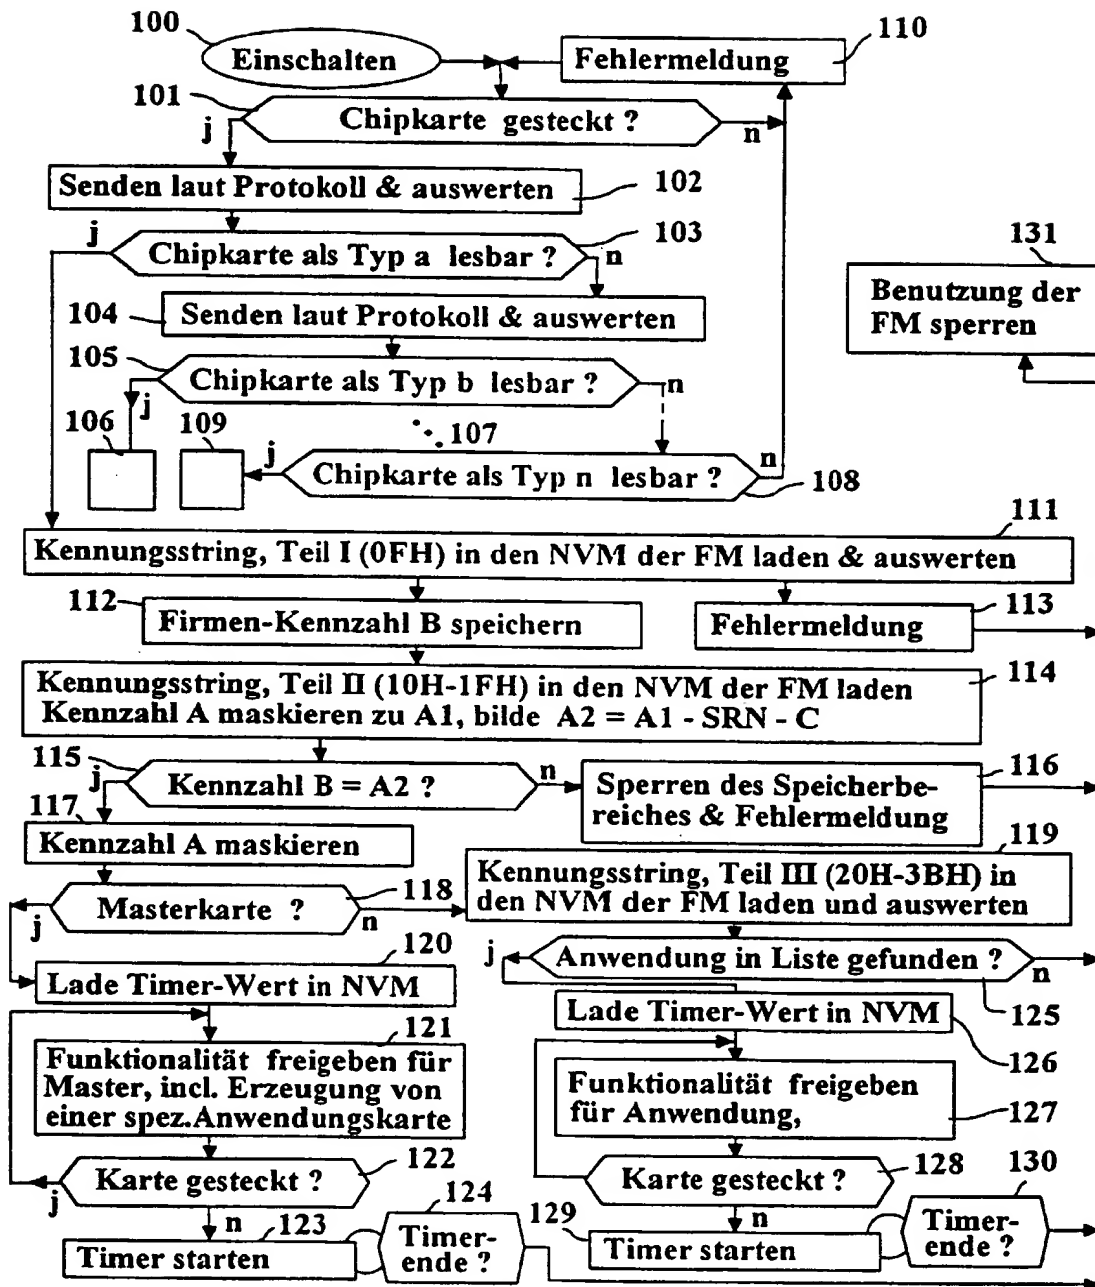 100
Einschalten
Fehlermeldung
110
101
Chipkarte gesteckt ?
j
n
Senden laut Protokoll & auswerten
102
j
Chipkarte als Typ a lesbar ?
103
n
131
Benutzung der
FM sperren
104
Senden laut Protokoll & auswerten
105
Chipkarte als Typ b lesbar ?
j
n
106
109
107
j
Chipkarte als Typ n lesbar ?
n
108
111
Kennungsstring, Teil I (0FH) in den NVM der FM laden & auswerten
112
Firmen-Kennzahl B speichern
Fehlermeldung
113
Kennungsstring, Teil II (10H-1FH) in den NVM der FM laden
Kennzahl A maskieren zu A1, bilde A2 = A1 - SRN - C
114
115
j
Kennzahl B = A2 ?
n
Sperren des Speicherbe-
reiches & Fehlermeldung
116
117
Kennzahl A maskieren
119
Kennungsstring, Teil III (20H-3BH) in
den NVM der FM laden und auswerten
Masterkarte ?
118
j
n
120
Lade Timer-Wert in NVM
j
Anwendung in Liste gefunden ?
n
125
Lade Timer-Wert in NVM
126
121
Funktionalität freigeben für
Master, incl. Erzeugung von
einer spez.Anwendungskarte
Funktionalität freigeben
für Anwendung,
127
Karte gesteckt ?
122
j
n
Karte gesteckt ?
128
n
130
123
Timer starten
124
Timer-
ende ?
129
Timer starten
Timer-
ende ?